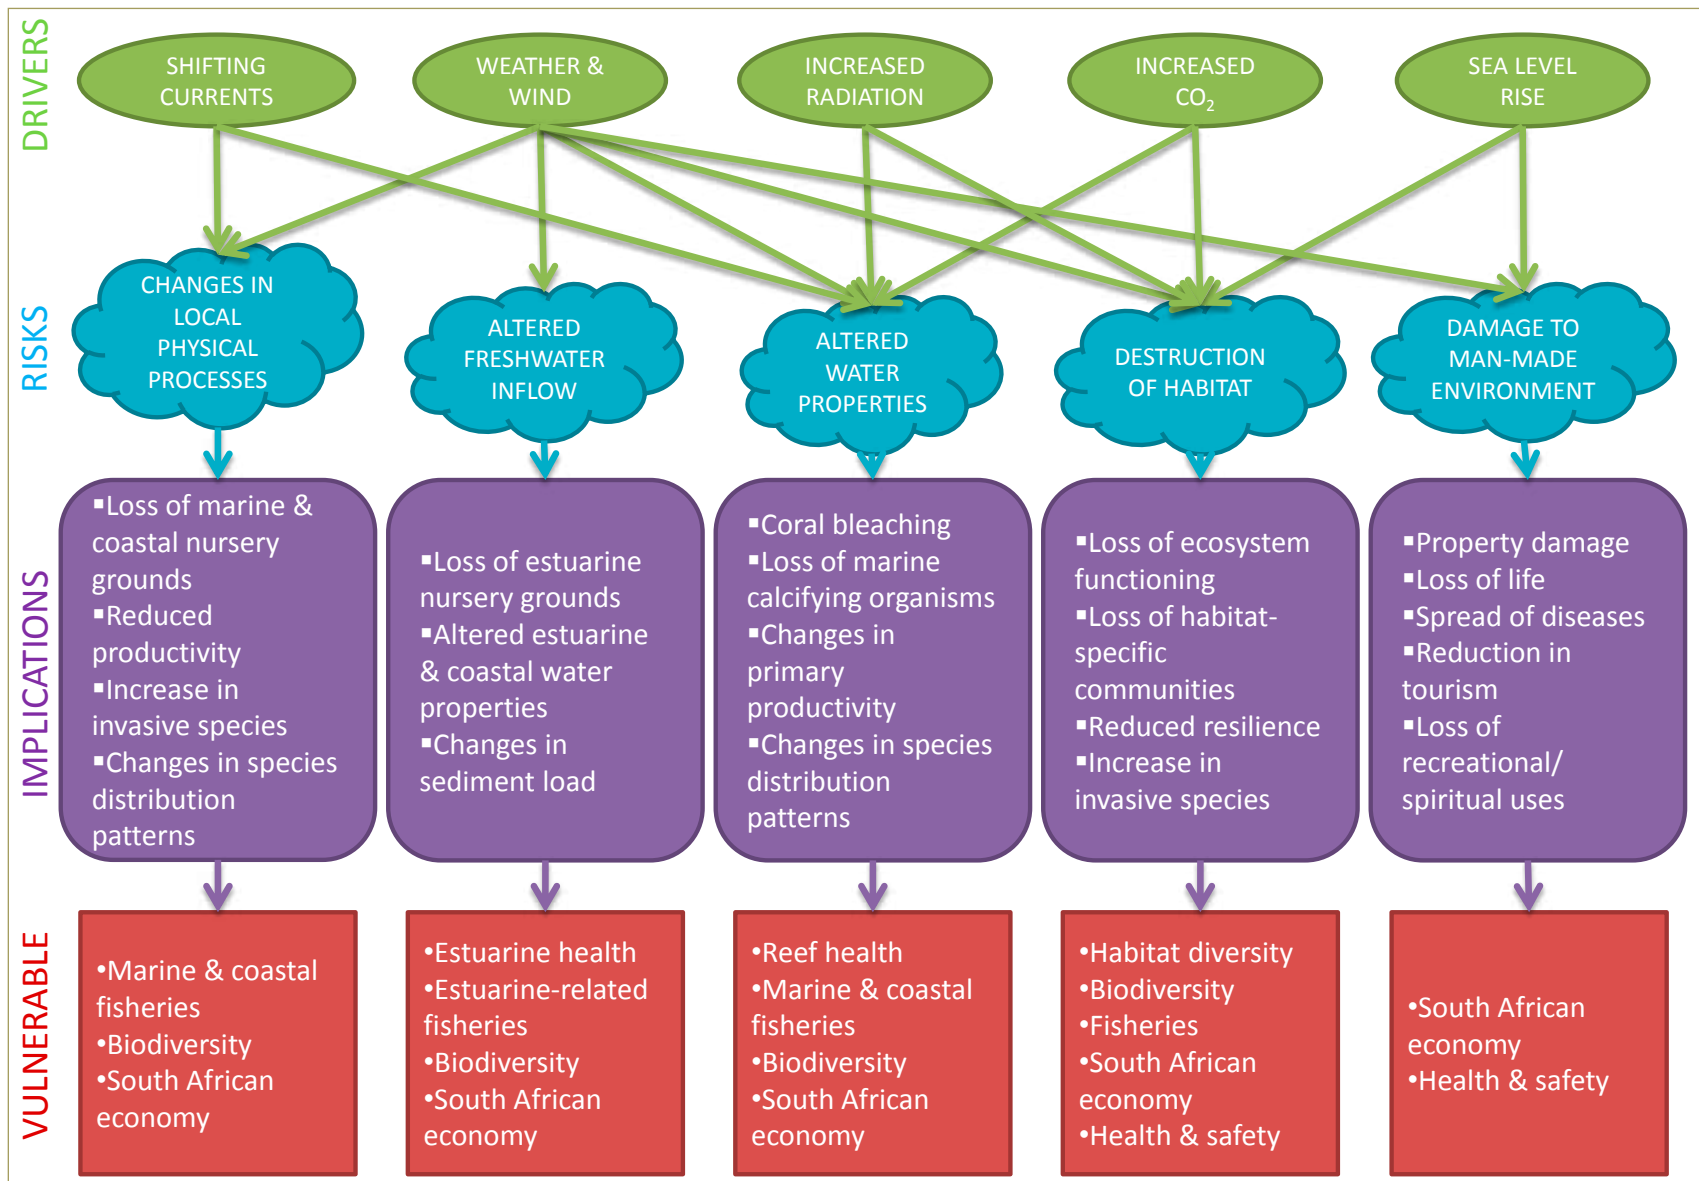 DRIVERS
SHIFTING
CURRENTS
WEATHER &
WIND
INCREASED
RADIATION
INCREASED
CO₂
SEA LEVEL
RISE
RISKS
CHANGES IN
LOCAL
PHYSICAL
PROCESSES
ALTERED
FRESHWATER
INFLOW
ALTERED
WATER
PROPERTIES
DESTRUCTION
OF HABITAT
DAMAGE TO
MAN-MADE
ENVIRONMENT
IMPLICATIONS
▪Loss of marine &
coastal nursery
grounds
▪Reduced
productivity
▪Increase in
invasive species
▪Changes in species
distribution
patterns
▪Loss of estuarine
nursery grounds
▪Altered estuarine
& coastal water
properties
▪Changes in
sediment load
▪Coral bleaching
▪Loss of marine
calcifying organisms
▪Changes in
primary
productivity
▪Changes in species
distribution
patterns
▪Loss of ecosystem
functioning
▪Loss of habitat-
specific
communities
▪Reduced resilience
▪Increase in
invasive species
▪Property damage
▪Loss of life
▪Spread of diseases
▪Reduction in
tourism
▪Loss of
recreational/
spiritual uses
VULNERABLE
•Marine & coastal
fisheries
•Biodiversity
•South African
economy
•Estuarine health
•Estuarine-related
fisheries
•Biodiversity
•South African
economy
•Reef health
•Marine & coastal
fisheries
•Biodiversity
•South African
economy
•Habitat diversity
•Biodiversity
•Fisheries
•South African
economy
•Health & safety
•South African
economy
•Health & safety